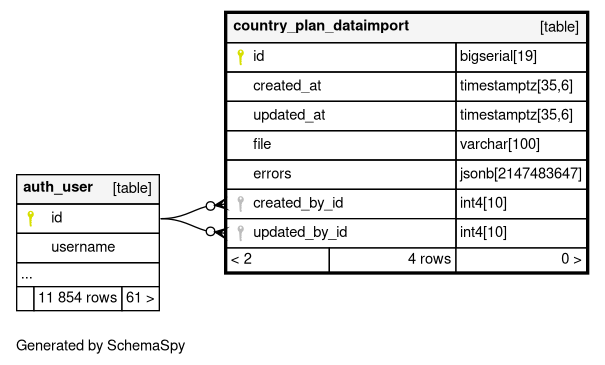 country_plan_dataimport [table]
id bigserial[19]
created_at timestamptz[35,6]
updated_at timestamptz[35,6]
file varchar[100]
errors jsonb[2147483647]
created_by_id int4[10]
updated_by_id int4[10]
< 2 4 rows 0 >
auth_user [table]
id
username
...
11 854 rows 61 >
Generated by SchemaSpy